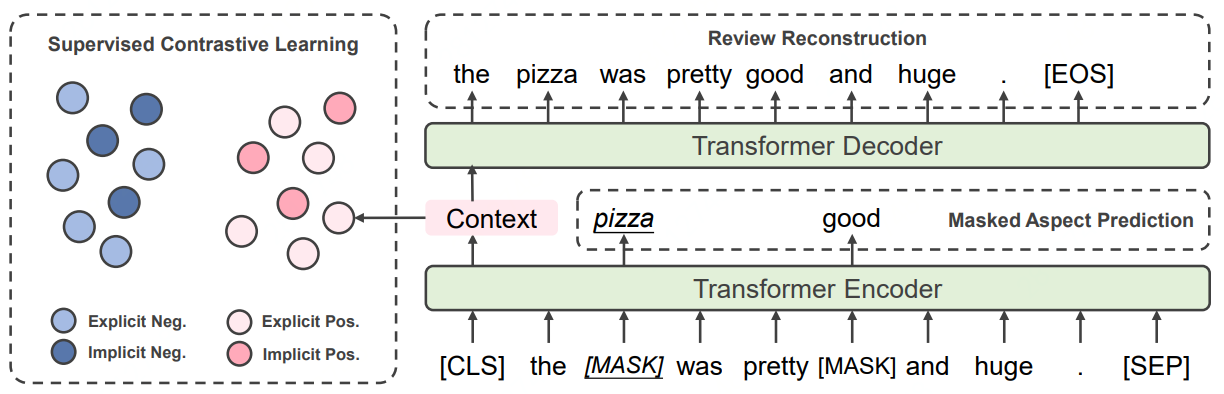 Supervised Contrastive Learning
Explicit Neg.
Explicit Pos.
Implicit Neg.
Implicit Pos.
Review Reconstruction
the pizza was pretty good and huge . [EOS]
Transformer Decoder
Context
pizza good Masked Aspect Prediction
Transformer Encoder
[CLS] the [MASK] was pretty [MASK] and huge . [SEP]